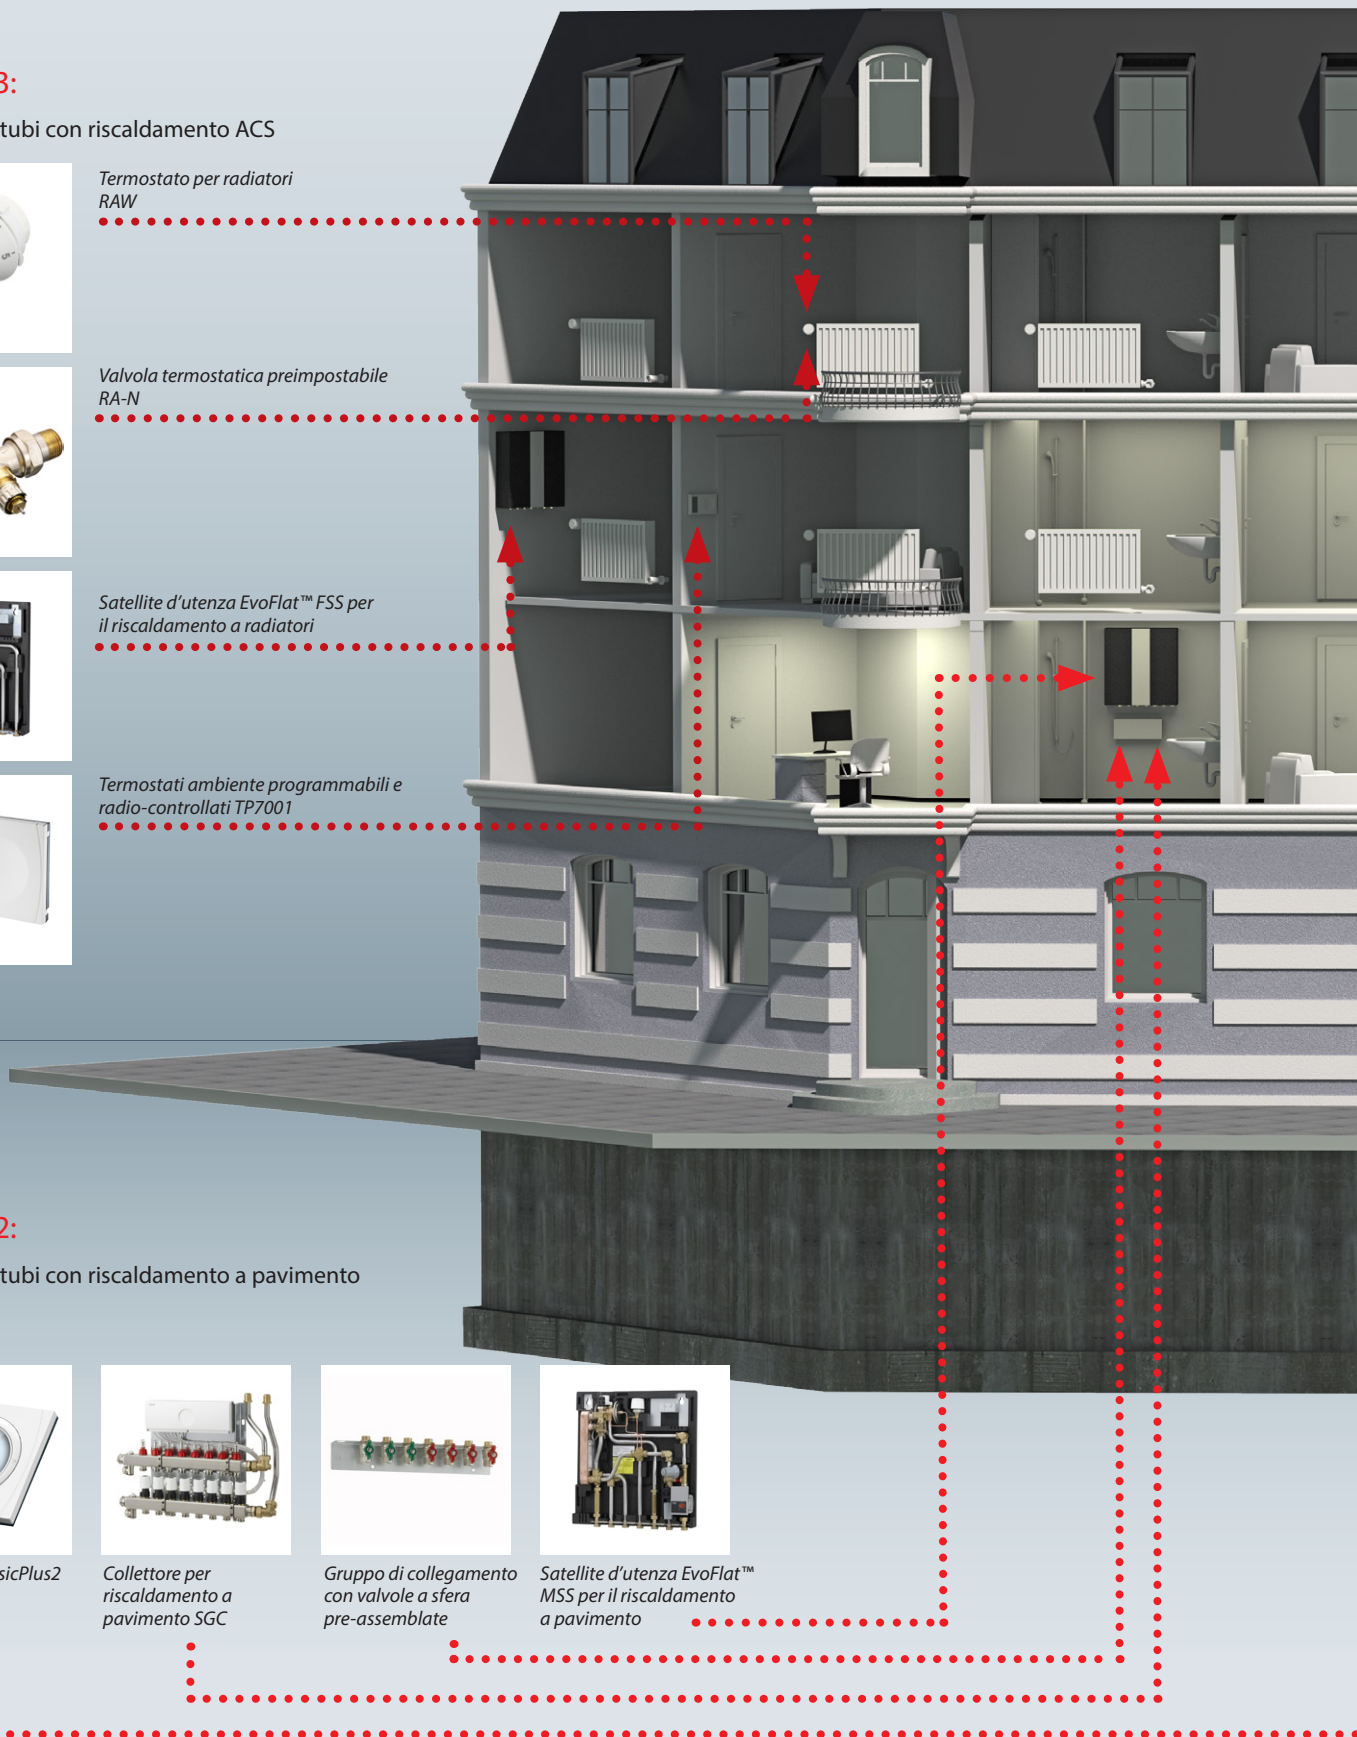 3:
tubi con riscaldamento ACS
Termostato per radiatori
RAW
Valvola termostatica preimpostabile
RA-N
Satellite d'utenza EvoFlat™ FSS per
il riscaldamento a radiatori
Termostati ambiente programmabili e
radio-controllati TP7001
2:
tubi con riscaldamento a pavimento
sicPlus2
Collettore per
riscaldamento a
pavimento SGC
Gruppo di collegamento
con valvole a sfera
pre-assemblate
Satellite d'utenza EvoFlat™
MSS per il riscaldamento
a pavimento